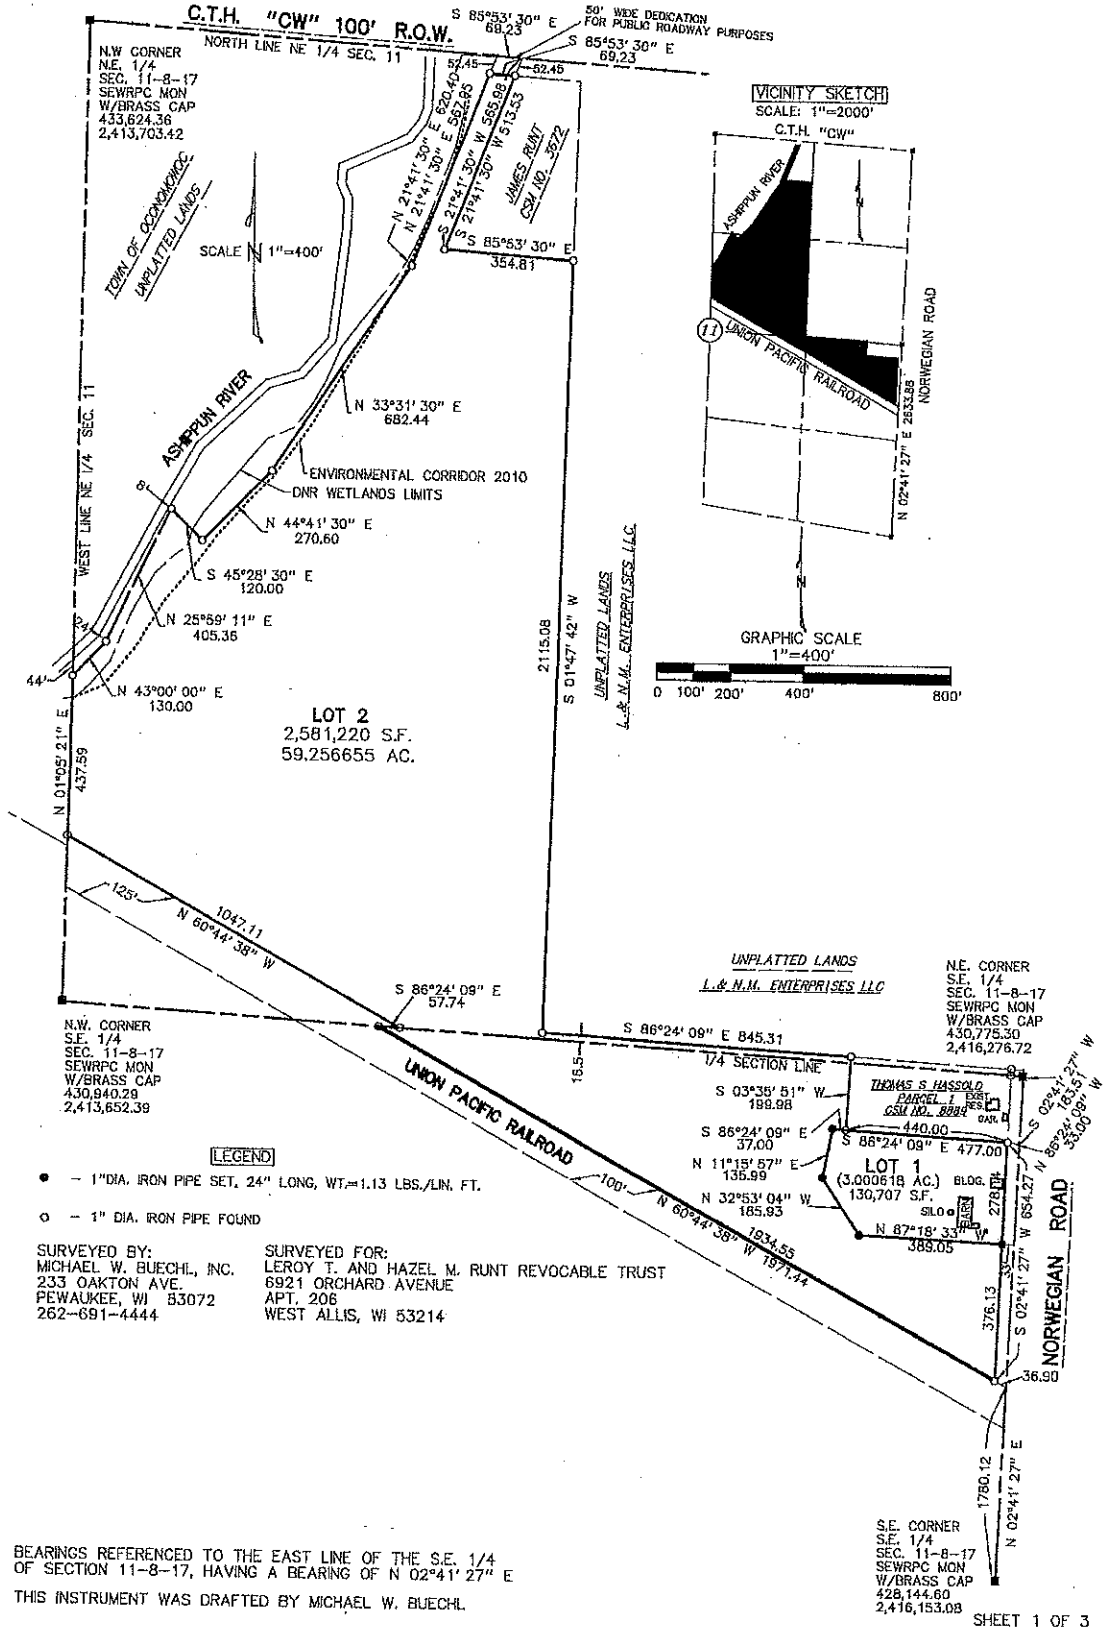 C.T.H. "CW" 100' R.O.W.
NORTH LINE NE 1/4 SEC. 11
S 85°53' 30" E
69.23
50' WIDE DEDICATION
FOR PUBLIC ROADWAY PURPOSES
S 85°53' 30" E
69.23
52.45
52.45
N.W CORNER
N.E. 1/4
SEC. 11-8-17
SEWRPC MON
W/BRASS CAP
433,624.36
2,413,703.42
TOWN OF OCONOMOWOC
UNPLATTED LANDS
SCALE N 1"=400'
N 21°41' 30" E 620.40
N 21°41' 30" E 567.95
S 21°41' 30" W 565.98
S 21°41' 30" W 513.53
JAMES RUNT
CSM NO. 3572
S 85°53' 30" E
354.81
VICINITY SKETCH
SCALE: 1"=2000'
C.T.H. "CW"
ASHIPPUN RIVER
N
11
UNION PACIFIC RAILROAD
NORWEGIAN ROAD
N 02°41' 27" E 2633.88
N
WEST LINE NE 1/4 SEC. 11
ASHIPPUN RIVER
N 33°31' 30" E
682.44
ENVIRONMENTAL CORRIDOR 2010
DNR WETLANDS LIMITS
N 44°41' 30" E
270.60
S 45°28' 30" E
120.00
N 25°59' 11" E
405.36
24'
44'
N 43°00' 00" E
130.00
N 01°05' 21" E
437.59
LOT 2
2,581,220 S.F.
59.256655 AC.
2115.08
S 01°47' 42" W
UNPLATTED LANDS
L.& N.M. ENTERPRISES LLC
GRAPHIC SCALE
1"=400'
0 100' 200' 400' 800'
125'
1047.11
N 60°44' 38" W
S 86°24' 09" E
57.74
UNPLATTED LANDS
L.& N.M. ENTERPRISES LLC
N.E. CORNER
S.E. 1/4
SEC. 11-8-17
SEWRPC MON
W/BRASS CAP
430,775.30
2,416,276.72
N.W. CORNER
S.E. 1/4
SEC. 11-8-17
SEWRPC MON
W/BRASS CAP
430,940.29
2,413,652.39
S 86°24' 09" E 845.31
1/4 SECTION LINE
16.5'
UNION PACIFIC RAILROAD
S 03°35' 51" W
199.98
THOMAS S HASSOLD
PARCEL 1
CSM NO. 8889
EXIST
RES.
GAR.
S 02°41' 27" W
183.51
N 86°24' 09" W
33.00
S 86°24' 09" E
37.00
440.00
S 86°24' 09" E 477.00
N 11°15' 57" E
135.99
LOT 1
(3.000618 AC.)
130,707 S.F.
BLDG.
SILO
BARN
N 32°53' 04" W
185.93
N 87°18' 33" W
389.05
S 02°41' 27" W 654.27
33'
NORWEGIAN ROAD
376.13
36.90
100'
N 60°44' 38" W
1934.55
1971.44
1780.12
N 02°41' 27" E
LEGEND
– 1"DIA. IRON PIPE SET, 24" LONG, WT.=1.13 LBS./LIN. FT.
– 1" DIA. IRON PIPE FOUND
SURVEYED BY:
MICHAEL W. BUECHL, INC.
233 OAKTON AVE.
PEWAUKEE, WI 53072
262-691-4444
SURVEYED FOR:
LEROY T. AND HAZEL M. RUNT REVOCABLE TRUST
6921 ORCHARD AVENUE
APT. 206
WEST ALLIS, WI 53214
BEARINGS REFERENCED TO THE EAST LINE OF THE S.E. 1/4
OF SECTION 11-8-17, HAVING A BEARING OF N 02°41' 27" E
THIS INSTRUMENT WAS DRAFTED BY MICHAEL W. BUECHL
S.E. CORNER
S.E. 1/4
SEC. 11-8-17
SEWRPC MON
W/BRASS CAP
428,144.60
2,416,153.08
SHEET 1 OF 3